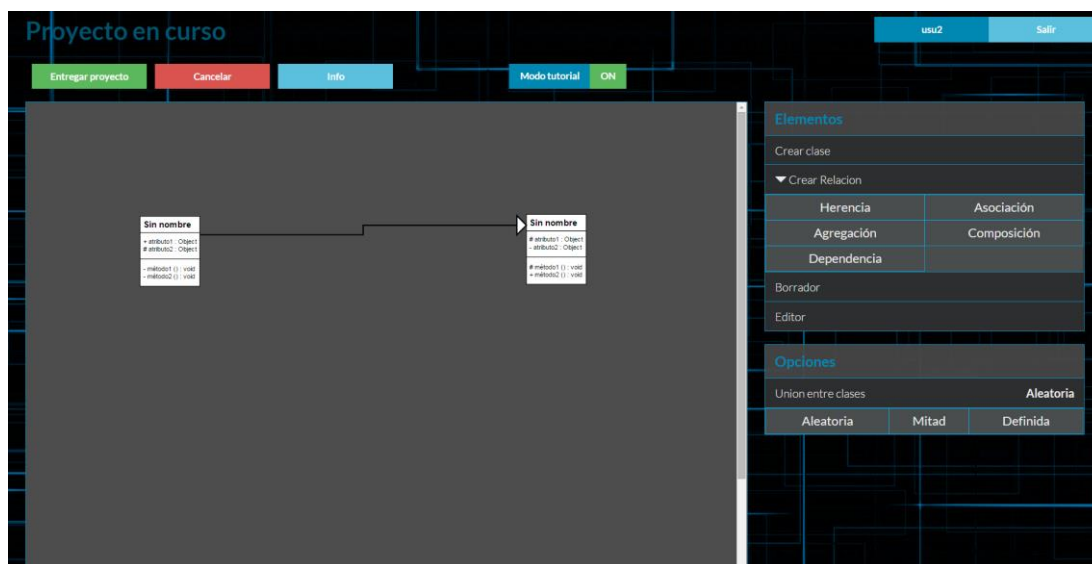 Proyecto en curso
usu2 Salir
Entregar proyecto Cancelar Info Modo tutorial ON
Elementos
Crear clase
Crear Relacion
Herencia Asociación
Agregación Composición
Dependencia
Borrador
Editor
Opciones
Union entre clases Aleatoria
Aleatoria Mitad Definida
Sin nombre
+ atributo1 : Object
# atributo2 : Object
- método1 () : void
- método2 () : void
Sin nombre
# atributo1 : Object
- atributo2 : Object
# método1 () : void
+ método2 () : void